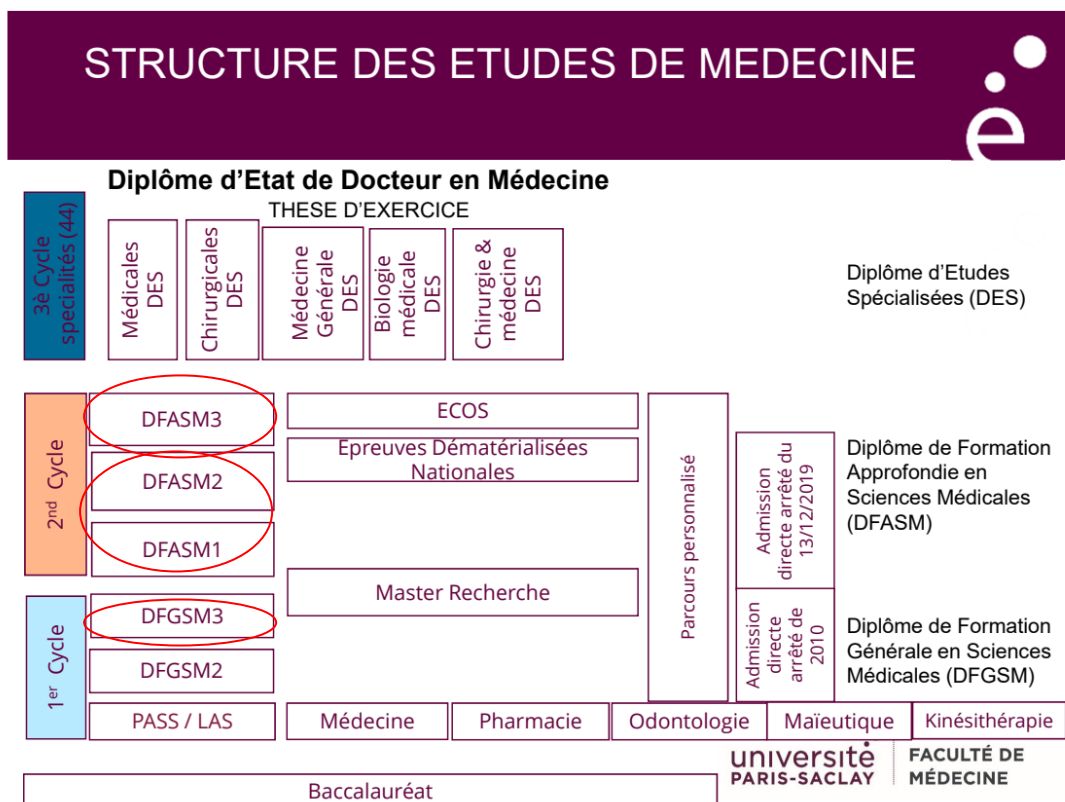 STRUCTURE DES ETUDES DE MEDECINE
e
Diplôme d'Etat de Docteur en Médecine
THESE D'EXERCICE
3è Cycle
specialités (44)
Médicales
DES
Chirurgicales
DES
Médecine
Générale
DES
Biologie
médicale
DES
Chirurgie &
médecine
DES
Diplôme d'Etudes
Spécialisées (DES)
2nd Cycle
DFASM3
DFASM2
DFASM1
ECOS
Epreuves Dématérialisées
Nationales
Master Recherche
Parcours personnalisé
Admission
directe arrêté du
13/12/2019
Diplôme de Formation
Approfondie en
Sciences Médicales
(DFASM)
1er Cycle
DFGSM3
DFGSM2
Admission
directe
arrêté de
2010
Diplôme de Formation
Générale en Sciences
Médicales (DFGSM)
PASS / LAS
Médecine
Pharmacie
Odontologie
Maïeutique
Kinésithérapie
université
PARIS-SACLAY
FACULTÉ DE
MÉDECINE
Baccalauréat